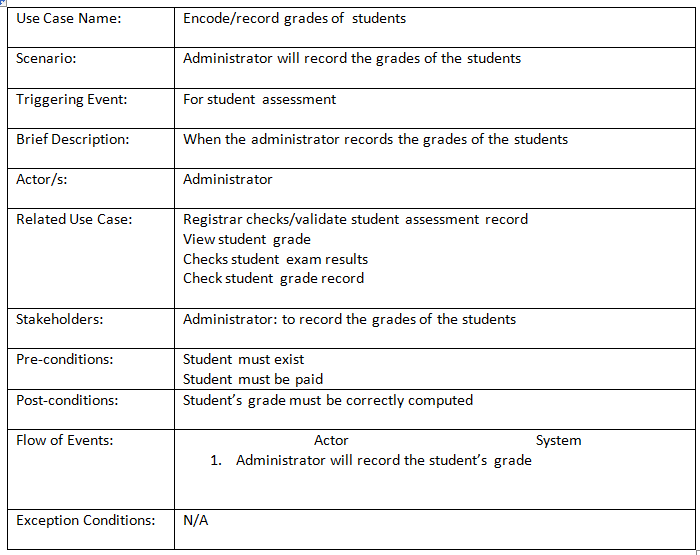 Use Case Name: Encode/record grades of students
Scenario: Administrator will record the grades of the students
Triggering Event: For student assessment
Brief Description: When the administrator records the grades of the students
Actor/s: Administrator
Related Use Case: Registrar checks/validate student assessment record
View student grade
Checks student exam results
Check student grade record
Stakeholders: Administrator: to record the grades of the students
Pre-conditions: Student must exist
Student must be paid
Post-conditions: Student’s grade must be correctly computed
Flow of Events: Actor System
1. Administrator will record the student’s grade
Exception Conditions: N/A